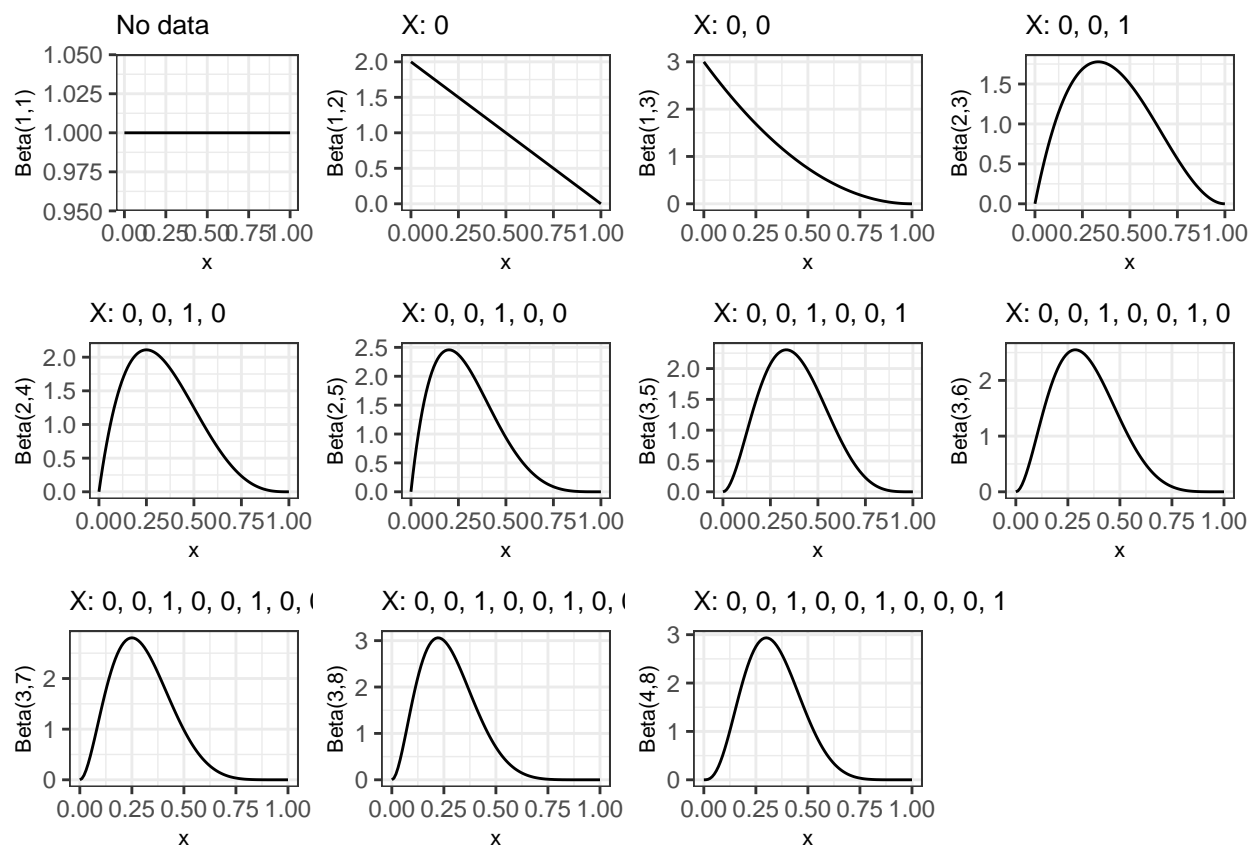 No data
X: 0
X: 0, 0
X: 0, 0, 1
Beta(1,1)
1.050
1.025
1.000
0.975
0.950
0.00 0.25 0.50 0.75 1.00
x
Beta(1,2)
2.0
1.5
1.0
0.5
0.0
0.00 0.25 0.50 0.75 1.00
x
Beta(1,3)
3
2
1
0
0.00 0.25 0.50 0.75 1.00
x
Beta(2,3)
1.5
1.0
0.5
0.0
0.00 0.25 0.50 0.75 1.00
x
X: 0, 0, 1, 0
X: 0, 0, 1, 0, 0
X: 0, 0, 1, 0, 0, 1
X: 0, 0, 1, 0, 0, 1, 0
Beta(2,4)
2.0
1.5
1.0
0.5
0.0
0.00 0.25 0.50 0.75 1.00
x
Beta(2,5)
2.5
2.0
1.5
1.0
0.5
0.0
0.00 0.25 0.50 0.75 1.00
x
Beta(3,5)
2.0
1.5
1.0
0.5
0.0
0.00 0.25 0.50 0.75 1.00
x
Beta(3,6)
2
1
0
0.00 0.25 0.50 0.75 1.00
x
X: 0, 0, 1, 0, 0, 1, 0,
X: 0, 0, 1, 0, 0, 1, 0,
X: 0, 0, 1, 0, 0, 1, 0, 0, 0, 1
Beta(3,7)
2
1
0
0.00 0.25 0.50 0.75 1.00
x
Beta(3,8)
3
2
1
0
0.00 0.25 0.50 0.75 1.00
x
Beta(4,8)
3
2
1
0
0.00 0.25 0.50 0.75 1.00
x